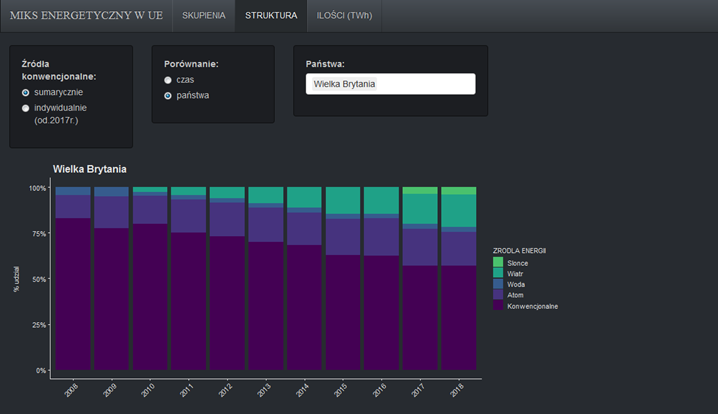 MIKS ENERGETYCZNY W UE SKUPIENIA STRUKTURA ILOŚCI (TWh)
Źródła
konwencjonalne:
sumarycznie
indywidualnie
(od.2017r.)
Porównanie:
czas
państwa
Państwa:
Wielka Brytania
Wielka Brytania
100%
75%
50%
25%
0%
% udział
2008 2009 2010 2011 2012 2013 2014 2015 2016 2017 2018
ZRODLA ENERGII
Slonce
Wiatr
Woda
Atom
Konwencjonalne